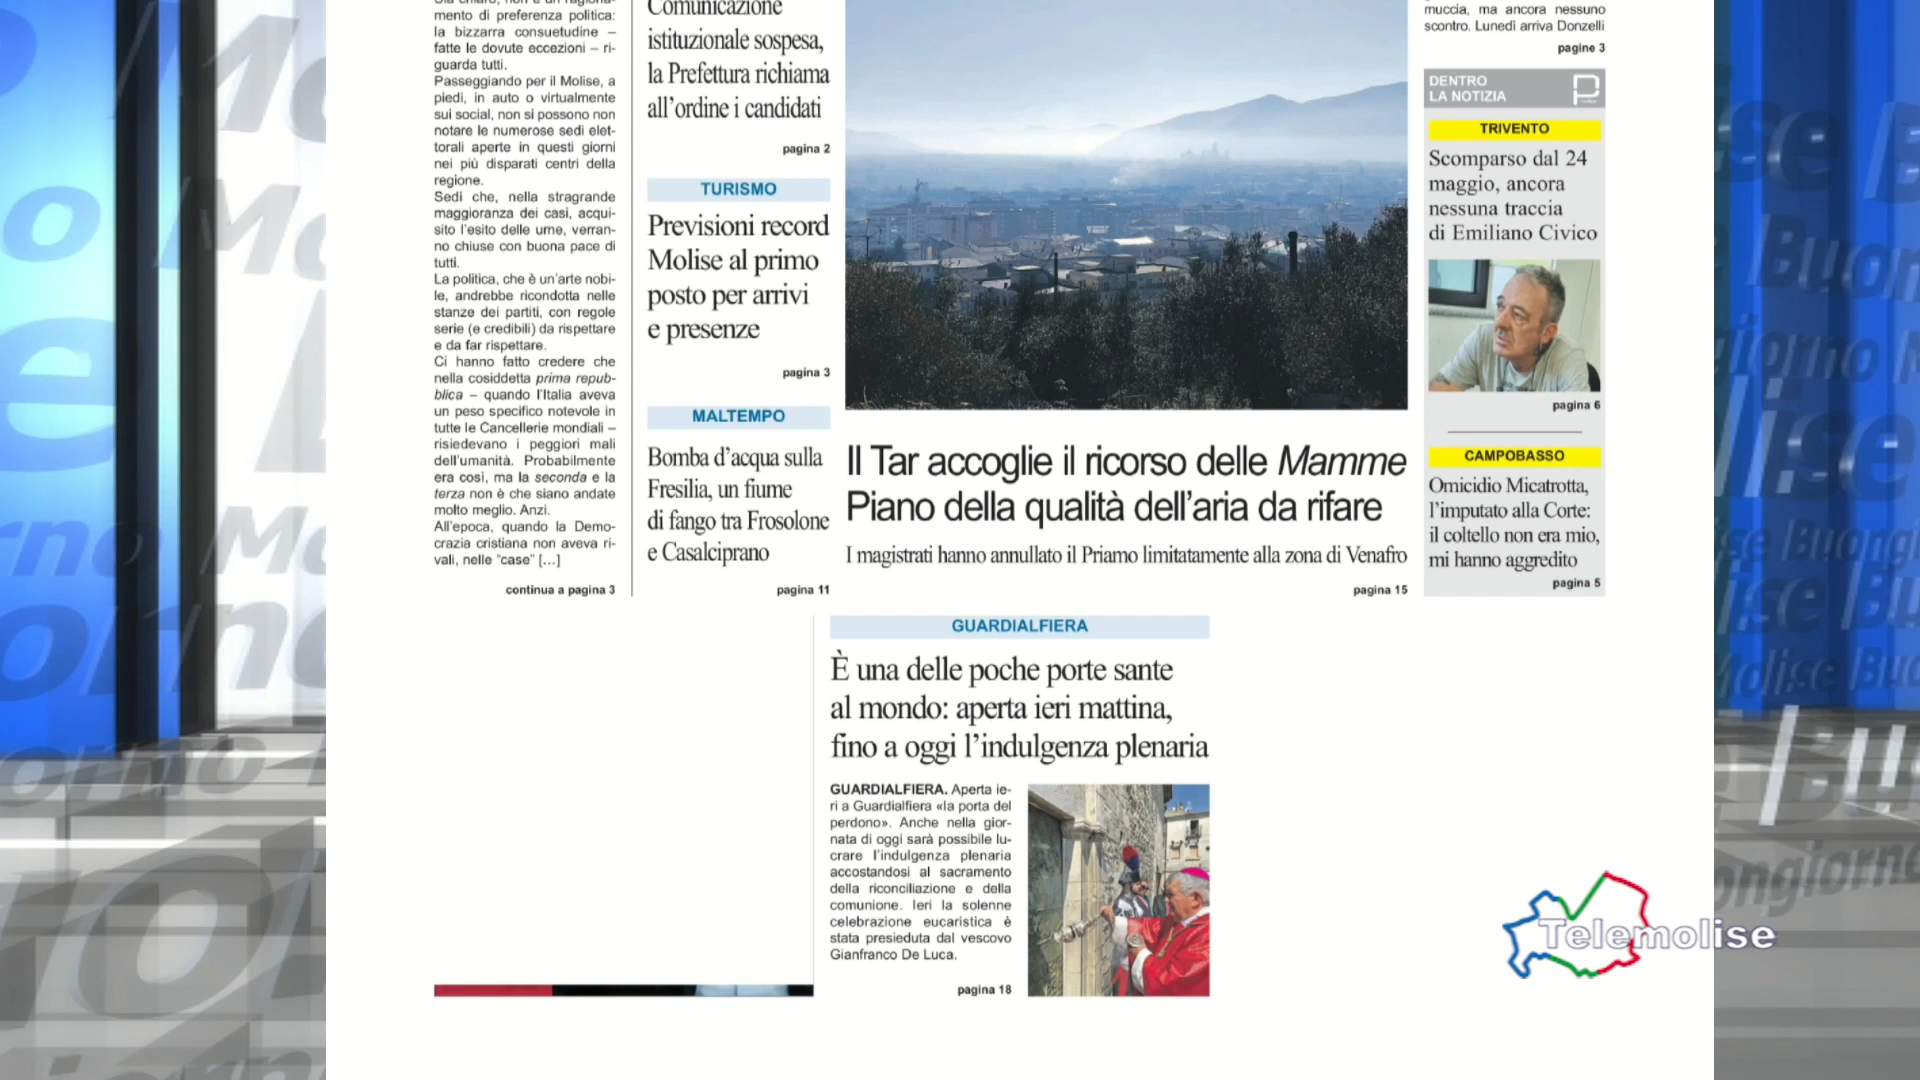 mento di preferenza politica:
la bizzarra consuetudine –
fatte le dovute eccezioni – ri-
guarda tutti.
Passeggiando per il Molise, a
piedi, in auto o virtualmente
sui social, non si possono non
notare le numerose sedi elet-
torali aperte in questi giorni
nei più disparati centri della
regione.
Sedi che, nella stragrande
maggioranza dei casi, acqui-
sito l'esito delle urne, verran-
no chiuse con buona pace di
tutti.
La politica, che è un'arte nobi-
le, andrebbe ricondotta nelle
stanze dei partiti, con regole
serie (e credibili) da rispettare
e da far rispettare.
Ci hanno fatto credere che
nella cosiddetta prima repub-
blica – quando l'Italia aveva
un peso specifico notevole in
tutte le Cancellerie mondiali –
risiedevano i peggiori mali
dell'umanità. Probabilmente
era così, ma la seconda e la
terza non è che siano andate
molto meglio. Anzi.
All'epoca, quando la Demo-
crazia cristiana non aveva ri-
vali, nelle "case" [...]
continua a pagina 3
Comunicazione
istituzionale sospesa,
la Prefettura richiama
all'ordine i candidati
pagina 2
TURISMO
Previsioni record
Molise al primo
posto per arrivi
e presenze
pagina 3
MALTEMPO
Bomba d'acqua sulla
Fresilia, un fiume
di fango tra Frosolone
e Casalciprano
pagina 11
Il Tar accoglie il ricorso delle Mamme
Piano della qualità dell'aria da rifare
I magistrati hanno annullato il Priamo limitatamente alla zona di Venafro
pagina 15
muccia, ma ancora nessuno
scontro. Lunedì arriva Donzelli
pagine 3
DENTRO
LA NOTIZIA
TRIVENTO
Scomparso dal 24
maggio, ancora
nessuna traccia
di Emiliano Civico
pagina 6
CAMPOBASSO
Omicidio Micatrotta,
l'imputato alla Corte:
il coltello non era mio,
mi hanno aggredito
pagina 5
GUARDIALFIERA
È una delle poche porte sante
al mondo: aperta ieri mattina,
fino a oggi l'indulgenza plenaria
GUARDIALFIERA. Aperta ie-
ri a Guardialfiera «la porta del
perdono». Anche nella gior-
nata di oggi sarà possibile lu-
crare l'indulgenza plenaria
accostandosi al sacramento
della riconciliazione e della
comunione. Ieri la solenne
celebrazione eucaristica è
stata presieduta dal vescovo
Gianfranco De Luca.
pagina 18
Telemolise